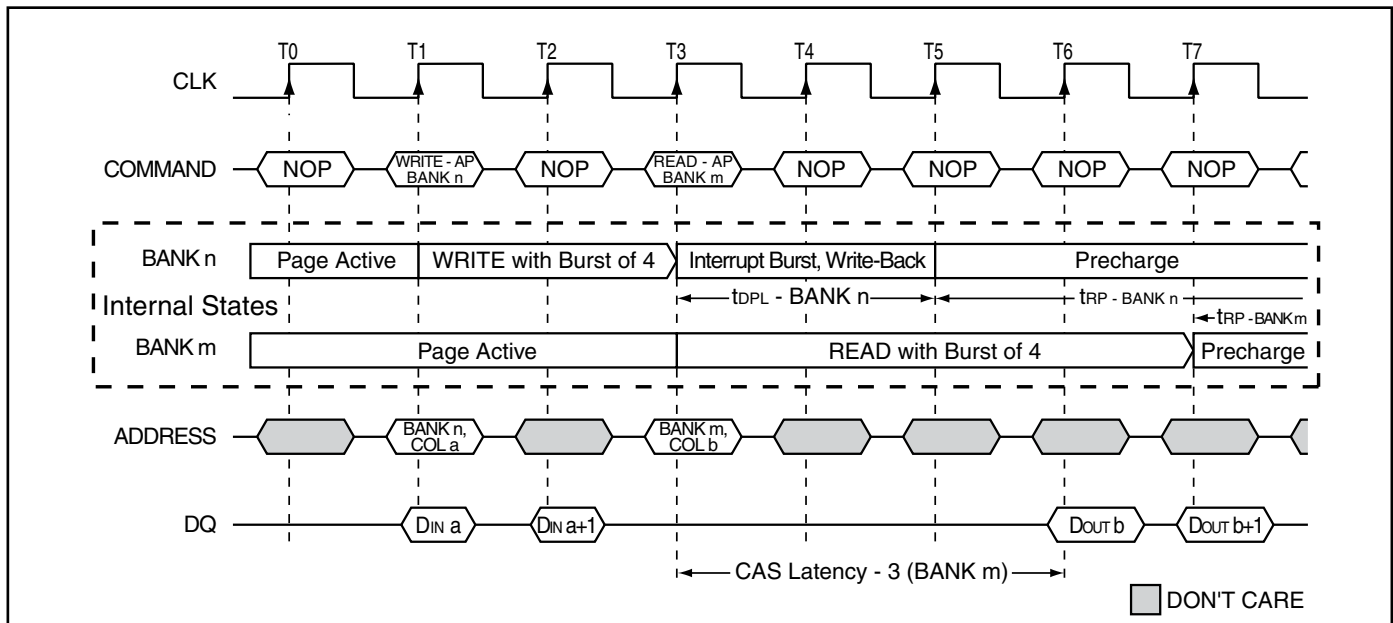 T0 T1 T2 T3 T4 T5 T6 T7
CLK
COMMAND NOP WRITE - AP BANK n NOP READ - AP BANK m NOP NOP NOP NOP
BANK n Page Active WRITE with Burst of 4 Interrupt Burst, Write-Back Precharge
tDPL - BANK n tRP - BANK n
Internal States
tRP - BANK m
BANK m Page Active READ with Burst of 4 Precharge
ADDRESS BANK n, COL a BANK m, COL b
DQ DIN a DIN a+1 DOUT b DOUT b+1
CAS Latency - 3 (BANK m)
DON'T CARE